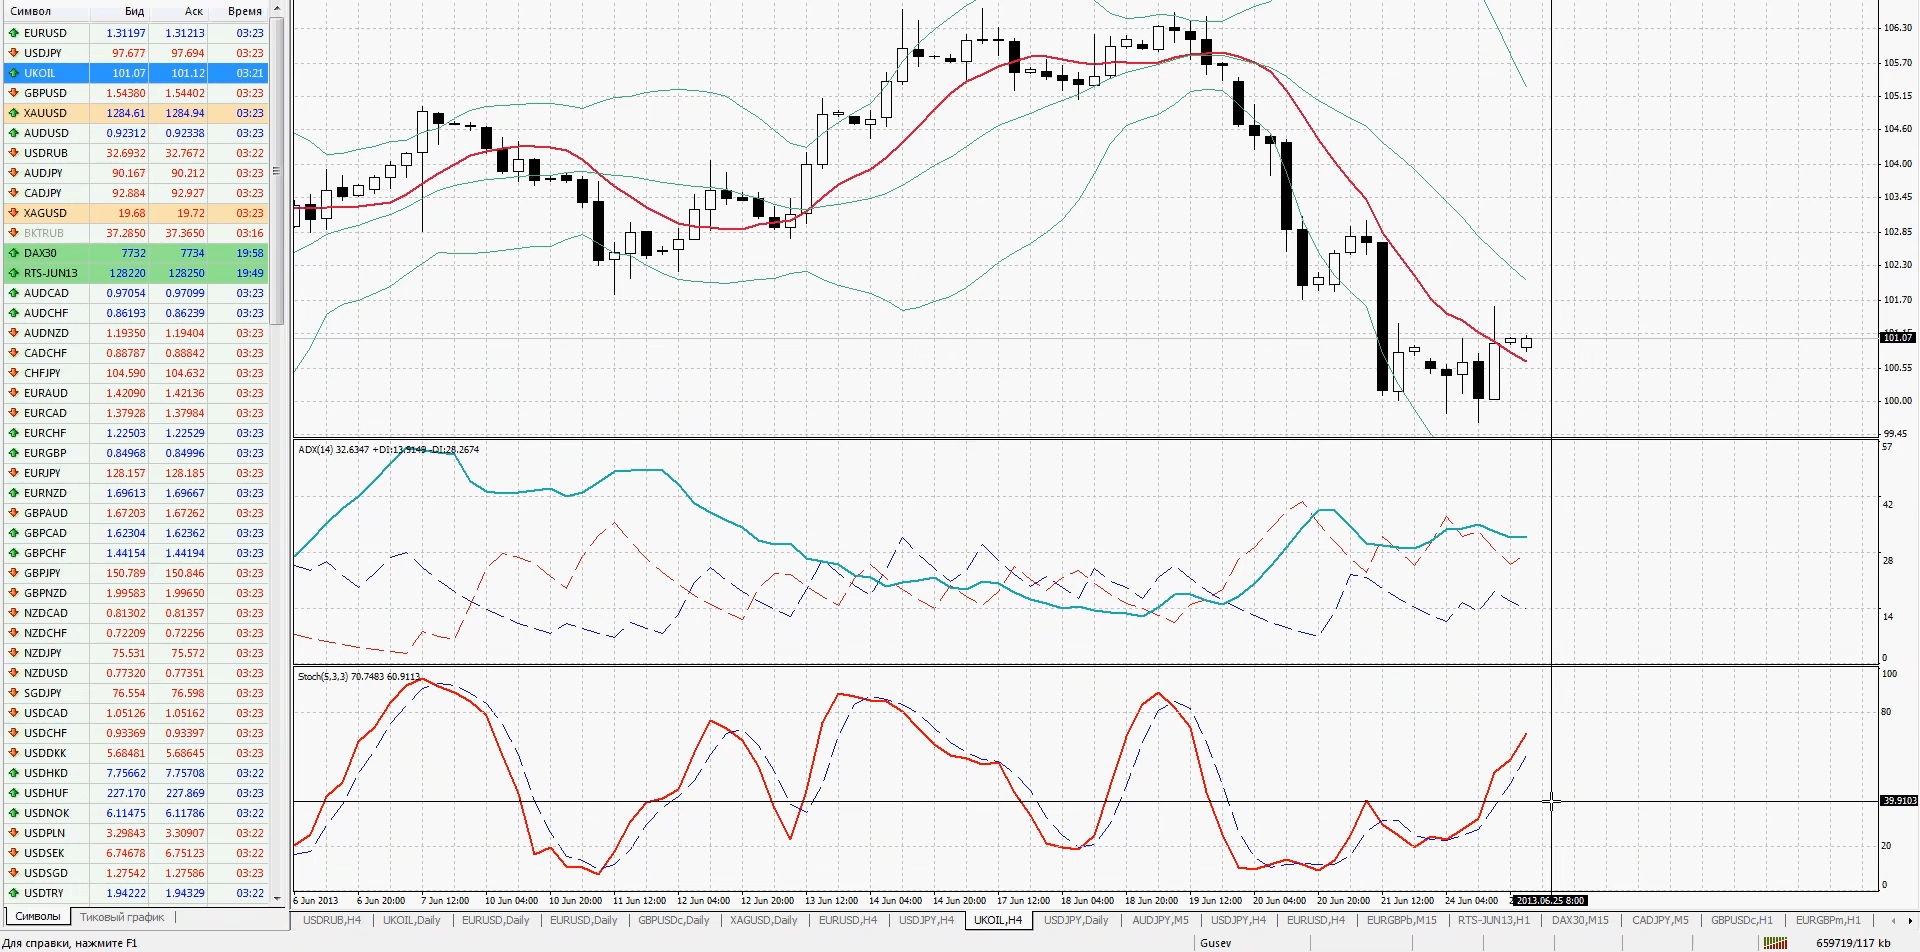 Символ Бид Аск Время
EURUSD 1.31197 1.31213 03:23
USDJPY 97.677 97.694 03:23
UKOIL 101.07 101.12 03:21
GBPUSD 1.54380 1.54402 03:23
XAUUSD 1284.61 1284.94 03:23
AUDUSD 0.92312 0.92338 03:23
USDRUB 32.6932 32.7672 03:22
AUDJPY 90.167 90.212 03:23
CADJPY 92.884 92.927 03:23
XAGUSD 19.68 19.72 03:23
BKTRUB 37.2850 37.3650 03:16
DAX30 7732 7734 19:58
RTS-JUN13 128220 128250 19:49
AUDCAD 0.97054 0.97099 03:23
AUDCHF 0.86193 0.86239 03:23
AUDNZD 1.19350 1.19404 03:23
CADCHF 0.88787 0.88842 03:23
CHFJPY 104.590 104.632 03:23
EURAUD 1.42090 1.42136 03:23
EURCAD 1.37928 1.37984 03:23
EURCHF 1.22503 1.22529 03:23
EURGBP 0.84968 0.84996 03:23
EURJPY 128.157 128.185 03:23
EURNZD 1.69613 1.69667 03:23
GBPAUD 1.67203 1.67262 03:23
GBPCAD 1.62304 1.62362 03:23
GBPCHF 1.44154 1.44194 03:23
GBPJPY 150.789 150.846 03:23
GBPNZD 1.99583 1.99650 03:23
NZDCAD 0.81302 0.81357 03:23
NZDCHF 0.72209 0.72256 03:23
NZDJPY 75.531 75.572 03:23
NZDUSD 0.77320 0.77351 03:23
SGDJPY 76.554 76.598 03:23
USDCAD 1.05126 1.05162 03:23
USDCHF 0.93369 0.93397 03:23
USDDKK 5.68481 5.68645 03:23
USDHKD 7.75662 7.75708 03:22
USDHUF 227.170 227.869 03:23
USDNOK 6.11475 6.11786 03:22
USDPLN 3.29843 3.30907 03:22
USDSEK 6.74678 6.75123 03:22
USDSGD 1.27542 1.27586 03:23
USDTRY 1.94222 1.94329 03:22
Символы Тиковый график
106.30
105.70
105.15
104.60
104.00
103.45
102.85
102.30
101.70
101.15
101.07
100.55
100.00
99.45
ADX(14) 32.6347 +DI:13.9149 -DI:28.2674
57
42
28
14
0
Stoch(5,3,3) 70.7483 60.9113
100
80
39.9103
20
0
6 Jun 2013 6 Jun 20:00 7 Jun 12:00 10 Jun 04:00 10 Jun 20:00 11 Jun 12:00 12 Jun 04:00 12 Jun 20:00 13 Jun 12:00 14 Jun 04:00 14 Jun 20:00 17 Jun 12:00 18 Jun 04:00 18 Jun 20:00 19 Jun 12:00 20 Jun 04:00 20 Jun 20:00 21 Jun 12:00 24 Jun 04:00 2013.06.25 8:00
USDRUB,H4 UKOIL,Daily EURUSD,Daily EURUSD,Daily GBPUSDc,Daily XAGUSD,Daily EURUSD,H4 USDJPY,H4 UKOIL,H4 USDJPY,Daily AUDJPY,M5 USDJPY,H4 EURUSD,H4 EURGBPb,M15 RTS-JUN13,H1 DAX30,M15 CADJPY,M5 GBPUSDc,H1 EURGBPm,H1
Для справки, нажмите F1 Gusev 659719/117 kb